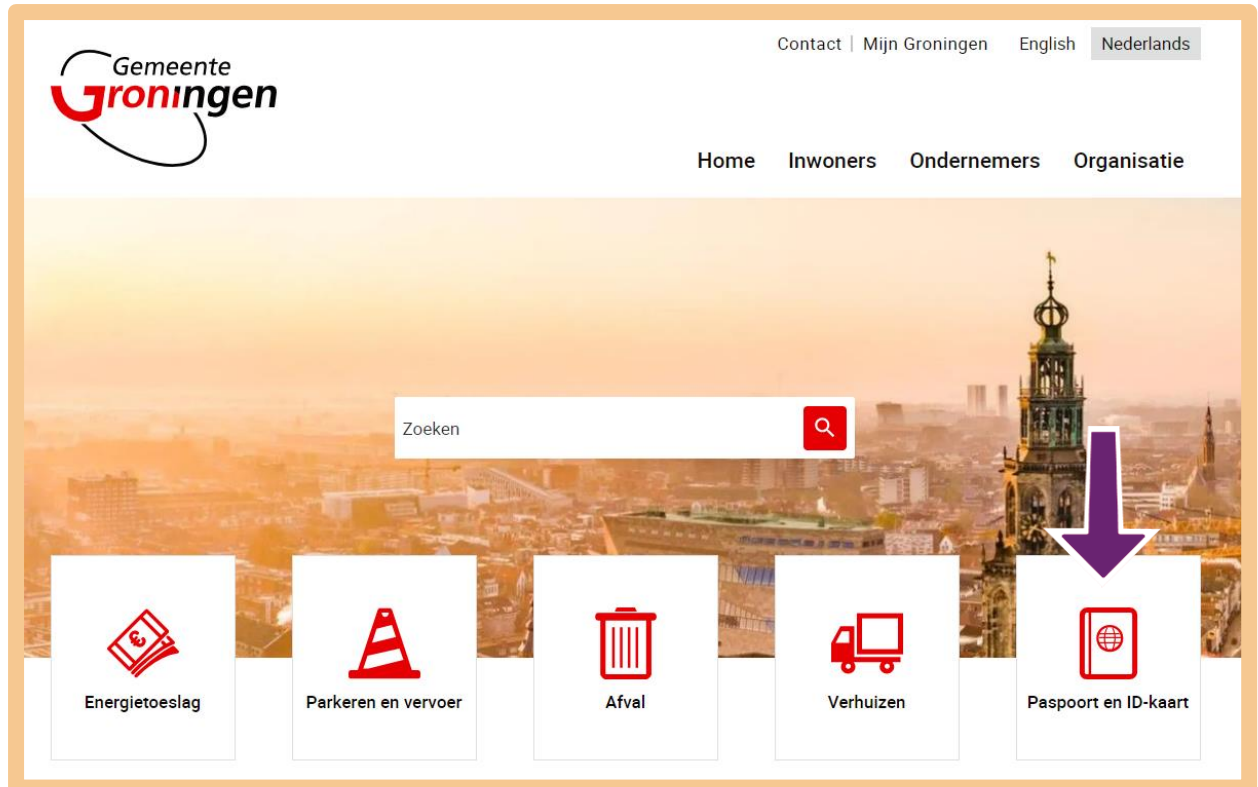 Gemeente
Groningen
Contact | Mijn Groningen English Nederlands
Home Inwoners Ondernemers Organisatie
Zoeken
Energietoeslag
Parkeren en vervoer
Afval
Verhuizen
Paspoort en ID-kaart